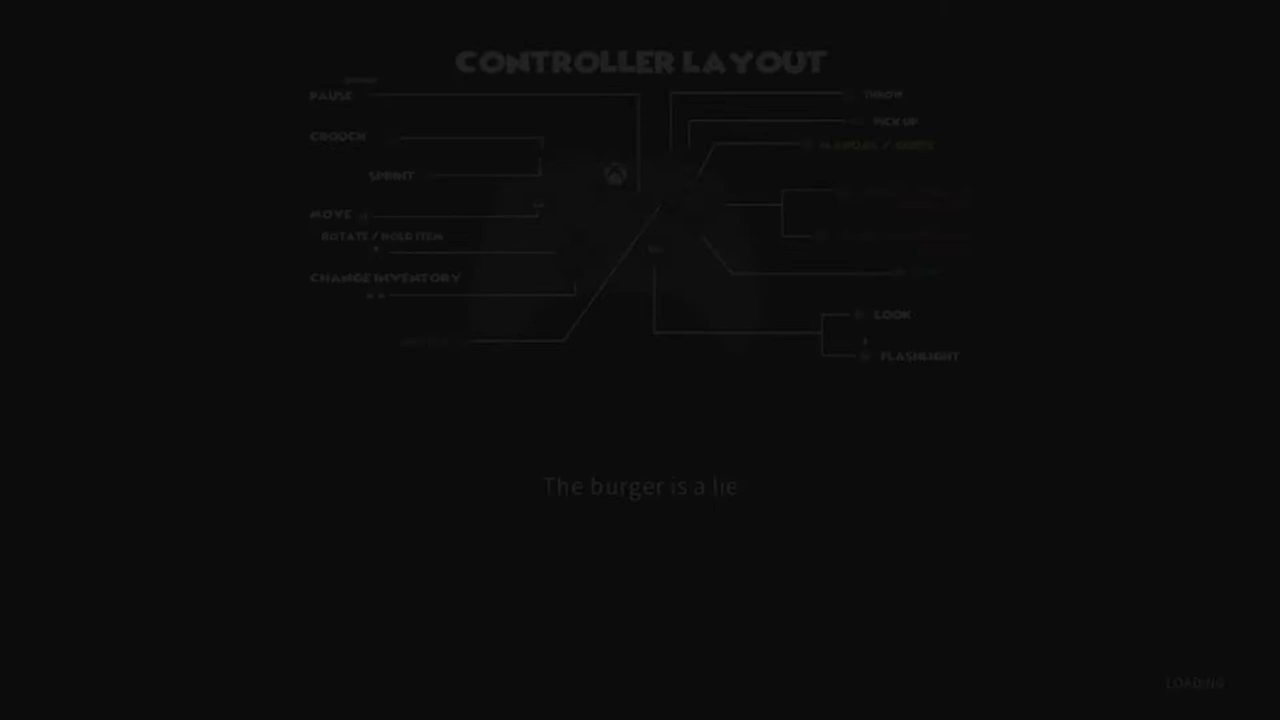 CONTROLLER LAYOUT
PAUSE
THROW
PICK UP
CROUCH
SPRINT
MOVE
ROTATE / HOLD ITEM
CHANGE INVENTORY
LOOK
FLASHLIGHT
The burger is a lie
LOADING